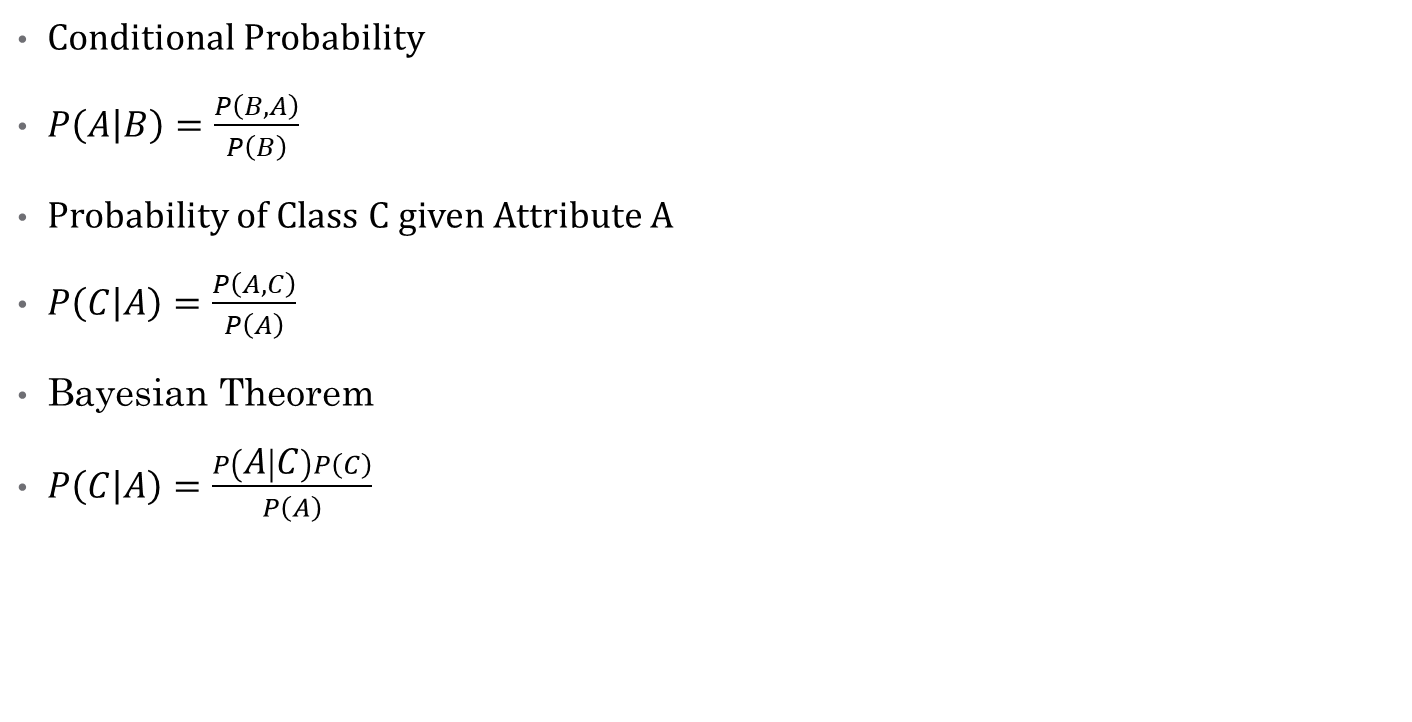 • Conditional Probability
• P(A|B) = P(B,A) / P(B)
• Probability of Class C given Attribute A
• P(C|A) = P(A,C) / P(A)
• Bayesian Theorem
• P(C|A) = P(A|C)P(C) / P(A)